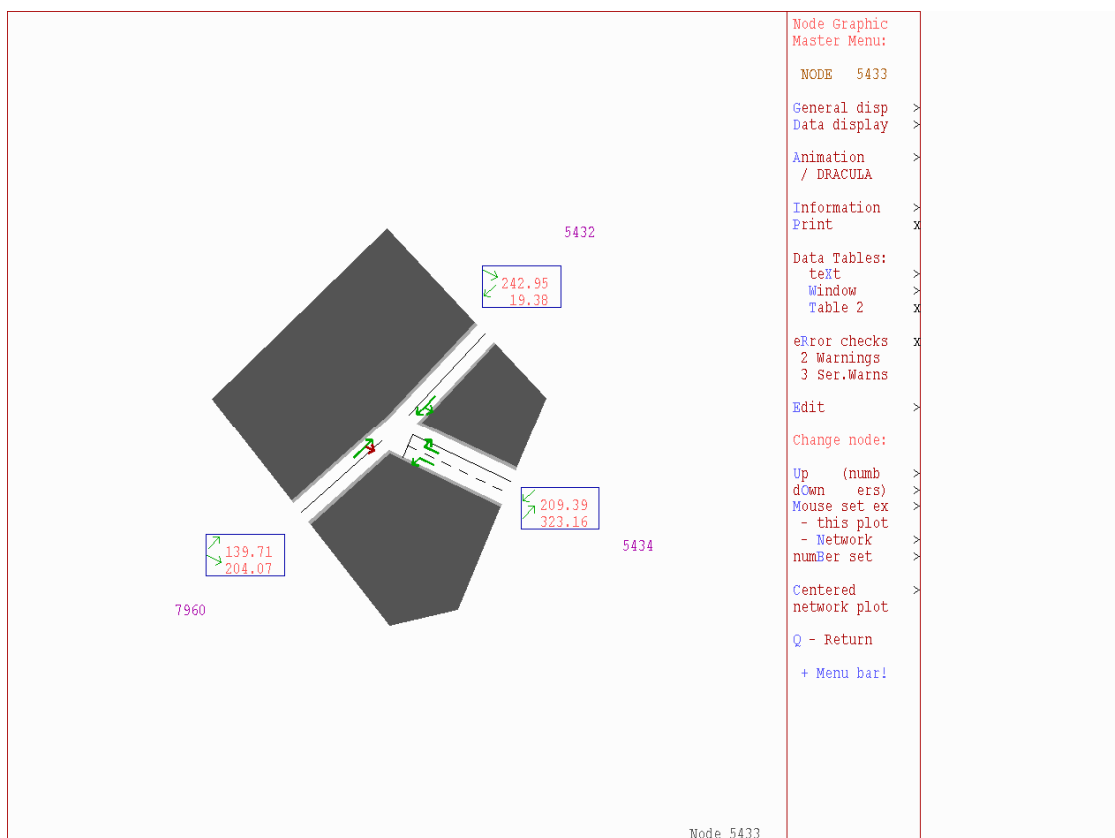 Node Graphic
Master Menu:
NODE 5433
General disp >
Data display >
Animation >
/ DRACULA
Information >
Print x
Data Tables:
teXt >
Window >
Table 2 x
eRror checks x
2 Warnings
3 Ser.Warns
Edit >
Change node:
Up (numb >
dOwn ers) >
Mouse set ex >
- this plot
- Network >
numBer set >
Centered >
network plot
Q - Return
+ Menu bar!
5432
242.95
19.38
209.39
323.16
5434
139.71
204.07
7960
Node 5433